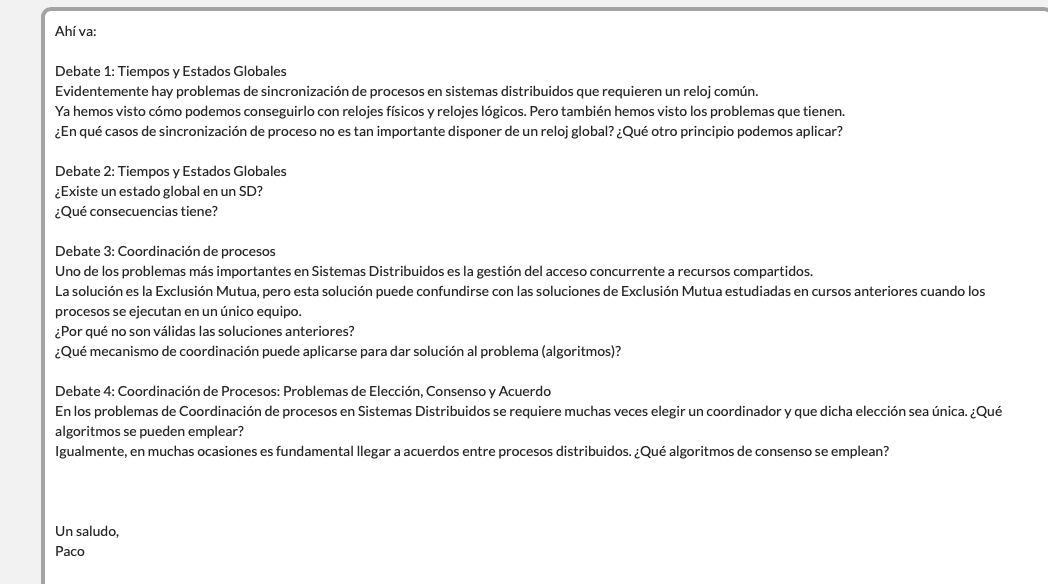 Ahí va:
Debate 1: Tiempos y Estados Globales
Evidentemente hay problemas de sincronización de procesos en sistemas distribuidos que requieren un reloj común.
Ya hemos visto cómo podemos conseguirlo con relojes físicos y relojes lógicos. Pero también hemos visto los problemas que tienen.
¿En qué casos de sincronización de proceso no es tan importante disponer de un reloj global? ¿Qué otro principio podemos aplicar?
Debate 2: Tiempos y Estados Globales
¿Existe un estado global en un SD?
¿Qué consecuencias tiene?
Debate 3: Coordinación de procesos
Uno de los problemas más importantes en Sistemas Distribuidos es la gestión del acceso concurrente a recursos compartidos.
La solución es la Exclusión Mutua, pero esta solución puede confundirse con las soluciones de Exclusión Mutua estudiadas en cursos anteriores cuando los
procesos se ejecutan en un único equipo.
¿Por qué no son válidas las soluciones anteriores?
¿Qué mecanismo de coordinación puede aplicarse para dar solución al problema (algoritmos)?
Debate 4: Coordinación de Procesos: Problemas de Elección, Consenso y Acuerdo
En los problemas de Coordinación de procesos en Sistemas Distribuidos se requiere muchas veces elegir un coordinador y que dicha elección sea única. ¿Qué
algoritmos se pueden emplear?
Igualmente, en muchas ocasiones es fundamental llegar a acuerdos entre procesos distribuidos. ¿Qué algoritmos de consenso se emplean?
Un saludo,
Paco